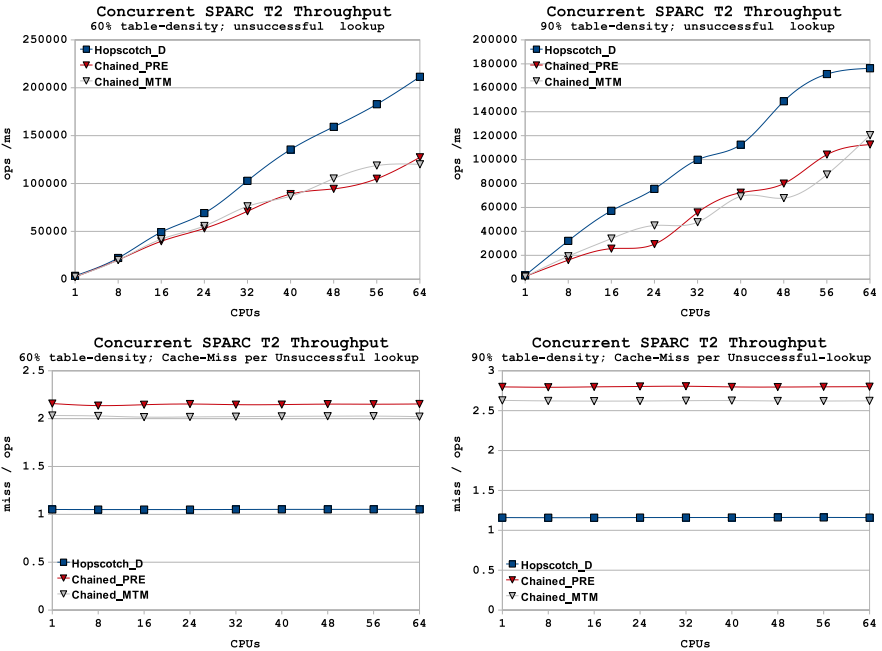 Concurrent SPARC T2 Throughput
60% table-density; unsuccessful lookup
250000
200000
150000
100000
50000
0
ops /ms
Hopscotch_D
Chained_PRE
Chained_MTM
1 8 16 24 32 40 48 56 64
CPUs
Concurrent SPARC T2 Throughput
90% table-density; unsuccessful lookup
200000
180000
160000
140000
120000
100000
80000
60000
40000
20000
0
ops /ms
Hopscotch_D
Chained_PRE
Chained_MTM
1 8 16 24 32 40 48 56 64
CPUs
Concurrent SPARC T2 Throughput
60% table-density; Cache-Miss per Unsuccessful lookup
2.5
2
1.5
1
0.5
0
miss / ops
Hopscotch_D
Chained_PRE
Chained_MTM
1 8 16 24 32 40 48 56 64
CPUs
Concurrent SPARC T2 Throughput
90% table-density; Cache-Miss per Unsuccessful-lookup
3
2.5
2
1.5
1
0.5
0
miss / ops
Hopscotch_D
Chained_PRE
Chained_MTM
1 8 16 24 32 40 48 56 64
CPUs